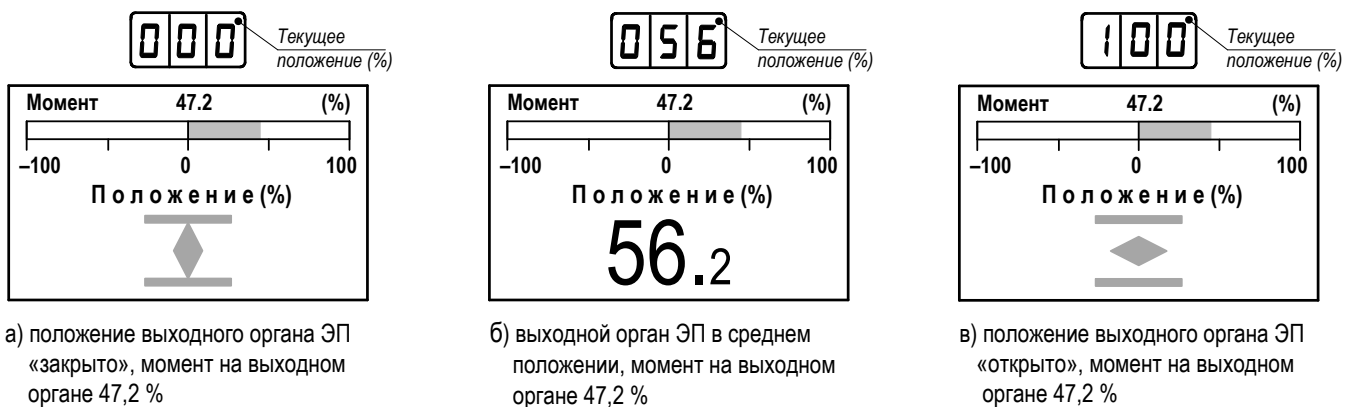 000
Текущее
положение (%)
Момент 47.2 (%)
–100 0 100
Положение (%)
а) положение выходного органа ЭП
«закрыто», момент на выходном
органе 47,2 %
056
Текущее
положение (%)
Момент 47.2 (%)
–100 0 100
Положение (%)
56.2
б) выходной орган ЭП в среднем
положении, момент на выходном
органе 47,2 %
100
Текущее
положение (%)
Момент 47.2 (%)
–100 0 100
Положение (%)
в) положение выходного органа ЭП
«открыто», момент на выходном
органе 47,2 %